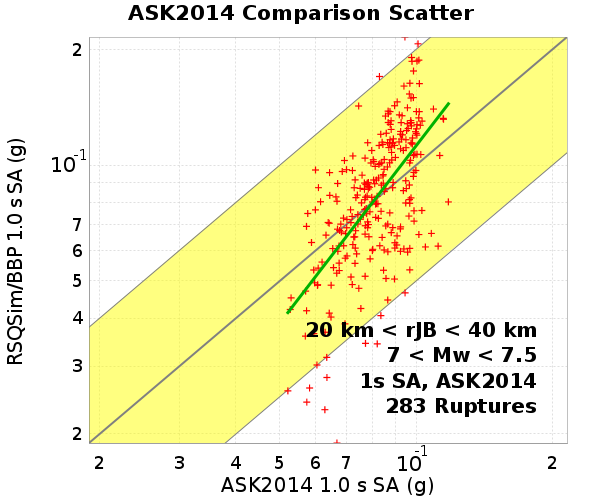 ASK2014 Comparison Scatter
RSQSim/BBP 1.0 s SA (g)
2
10-1
7
6
5
4
3
2
20 km < rJB < 40 km
7 < Mw < 7.5
1s SA, ASK2014
283 Ruptures
2 3 4 5 6 7 10-1 2
ASK2014 1.0 s SA (g)